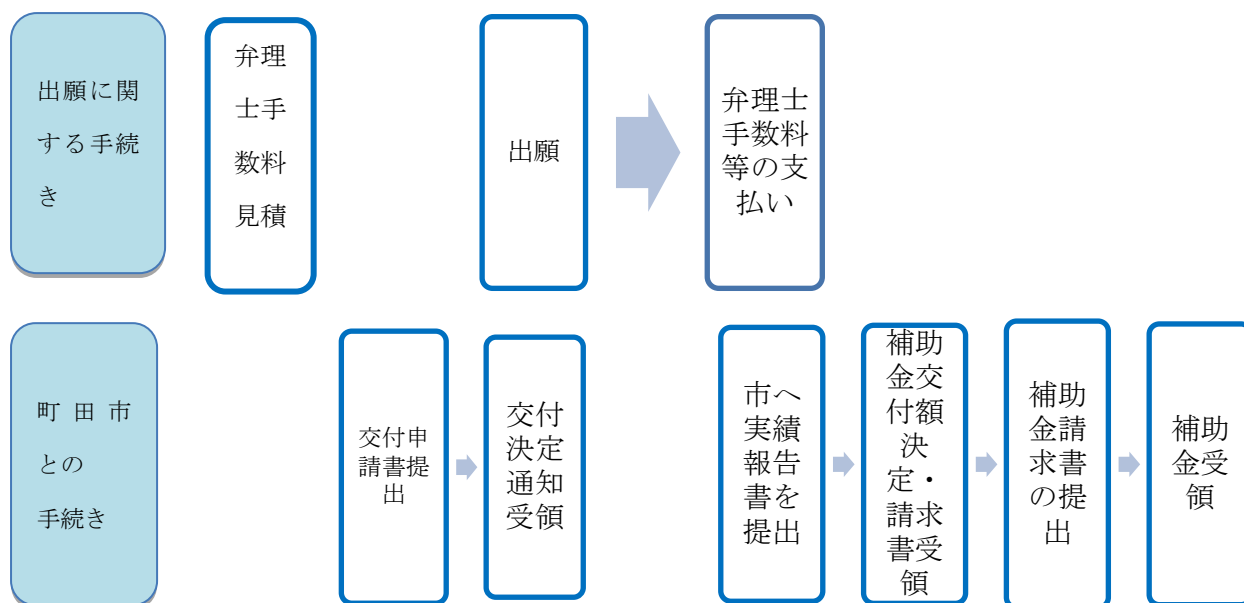 出願に関
する手続
き
弁理
士手
数料
見積
出願
弁理士
手数料
等の支
払い
町田市
との
手続き
交付申
請書提
出
交付
決定
通知
受領
市へ
実績
報告
書を
提出
補助
金交
付額
決
定・
請求
書受
領
補助
金請
求書
の提
出
補助
金受
領